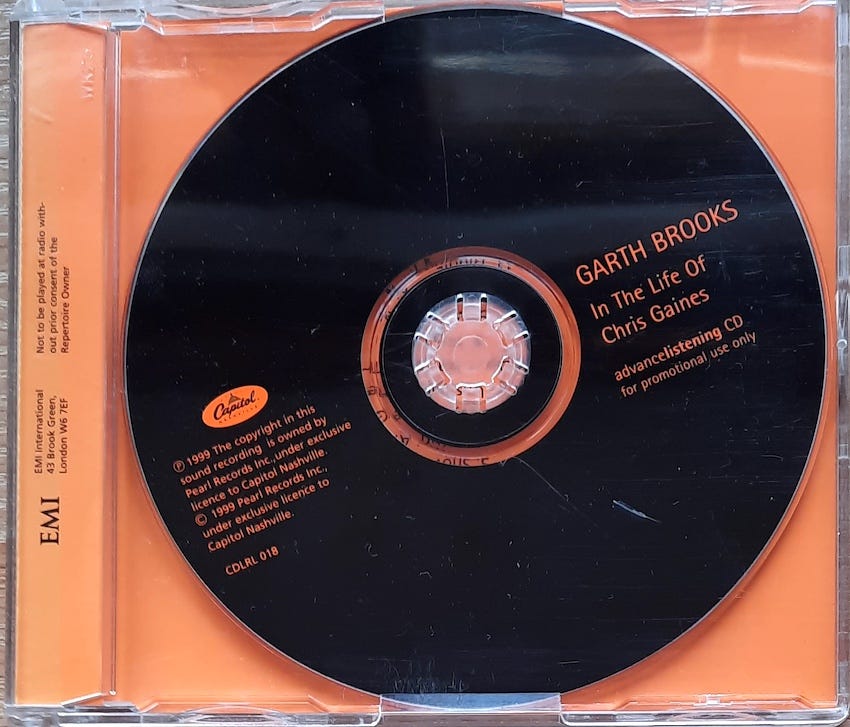 Not to be played at radio with-
out prior consent of the
Repertoire Owner
EMI International
43 Brook Green,
London W6 7EF
EMI
GARTH BROOKS
In The Life Of
Chris Gaines
advancelistening CD
for promotional use only
Capitol
NASHVILLE
℗ 1999 The copyright in this
sound recording is owned by
Pearl Records Inc.,under exclusive
licence to Capitol Nashville.
© 1999 Pearl Records Inc.,
under exclusive licence to
Capitol Nashville.
CDLRL 018